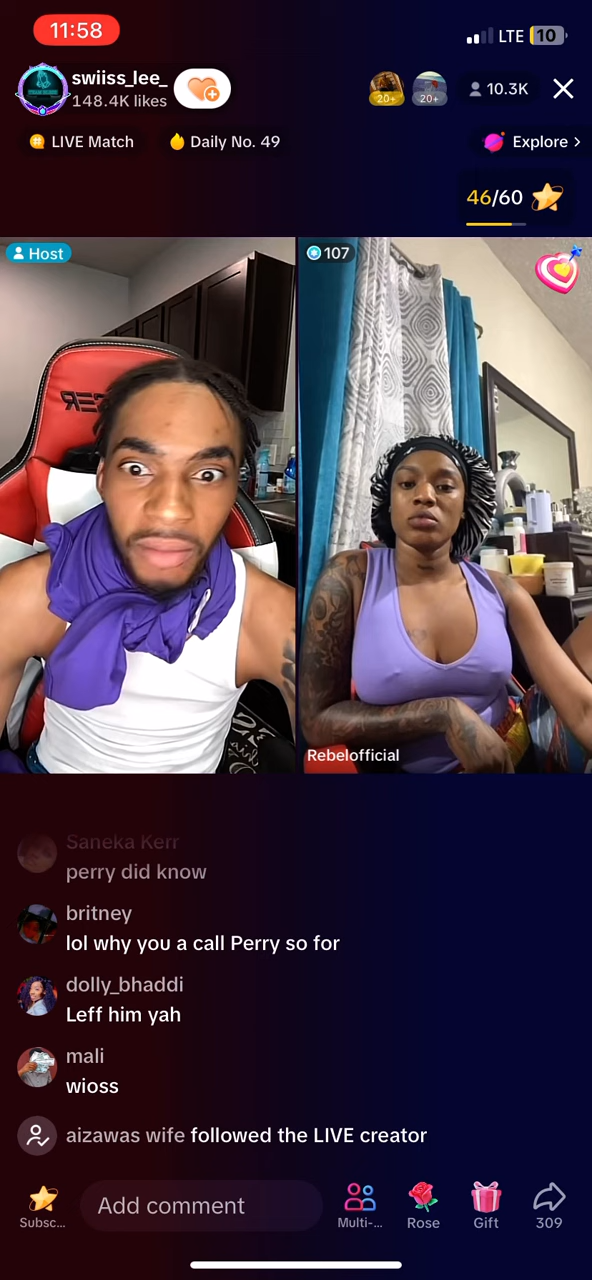 11:58
LTE 10
swiiss_lee_
148.4K likes
20+
20+
10.3K
LIVE Match
Daily No. 49
Explore >
46/60
Host
107
Rebelofficial
Saneka Kerr
perry did know
britney
lol why you a call Perry so for
dolly_bhaddi
Leff him yah
mali
wioss
aizawas wife followed the LIVE creator
Add comment
Subsc...
Multi-...
Rose
Gift
309